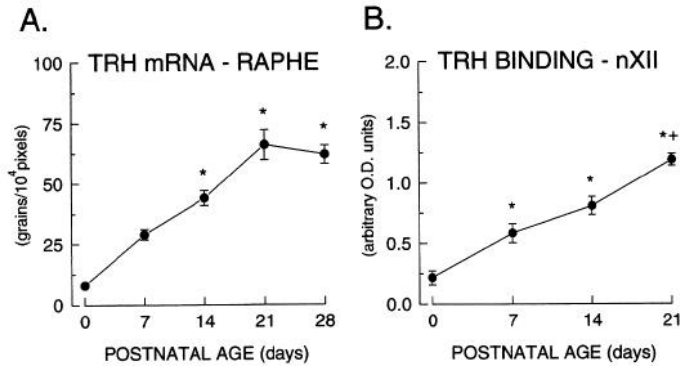 A.
TRH mRNA - RAPHE
100
75
50
25
0
(grains/10⁴pixels)
*
*
*
0 7 14 21 28
POSTNATAL AGE (days)
B.
TRH BINDING - nXII
2.0
1.5
1.0
0.5
0.0
(arbitrary O.D. units)
*
*
*+
0 7 14 21
POSTNATAL AGE (days)